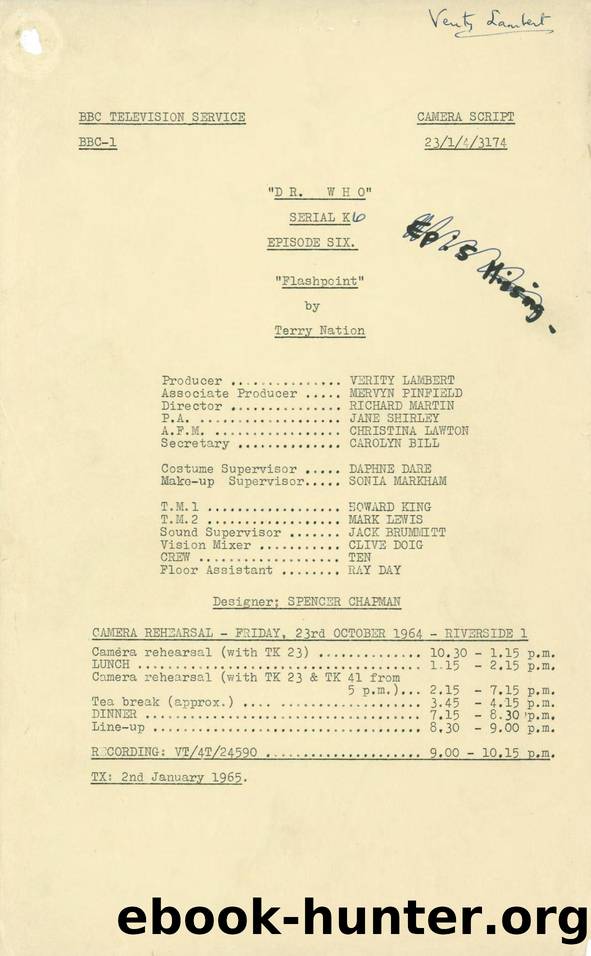 Verity Lambert
BBC TELEVISION SERVICE
CAMERA SCRIPT
BBC-1
23/1/4/3174
"D R. W H O"
SERIAL K6
EPISODE SIX.
EP IS Missing.
"Flashpoint"
by
Terry Nation
Producer ............... VERITY LAMBERT
Associate Producer ..... MERVYN PINFIELD
Director ............... RICHARD MARTIN
P.A. ................... JANE SHIRLEY
A.F.M. ................. CHRISTINA LAWTON
Secretary .............. CAROLYN BILL
Costume Supervisor ..... DAPHNE DARE
Make-up Supervisor..... SONIA MARKHAM
T.M.1 .................. HOWARD KING
T.M.2 .................. MARK LEWIS
Sound Supervisor ....... JACK BRUMMITT
Vision Mixer ........... CLIVE DOIG
CREW ................... TEN
Floor Assistant ........ RAY DAY
Designer; SPENCER CHAPMAN
CAMERA REHEARSAL - FRIDAY, 23rd OCTOBER 1964 - RIVERSIDE 1
Camera rehearsal (with TK 23) .............. 10.30 - 1.15 p.m.
LUNCH ...................................... 1.15 - 2.15 p.m.
Camera rehearsal (with TK 23 & TK 41 from
5 p.m.)... 2.15 - 7.15 p.m.
Tea break (approx.) .... ................... 3.45 - 4.15 p.m.
DINNER ..................................... 7.15 - 8.30 p.m.
Line-up .................................... 8.30 - 9.00 p.m.
RECORDING: VT/4T/24590 ..................... 9.00 - 10.15 p.m.
TX: 2nd January 1965.
ebook-hunter.org